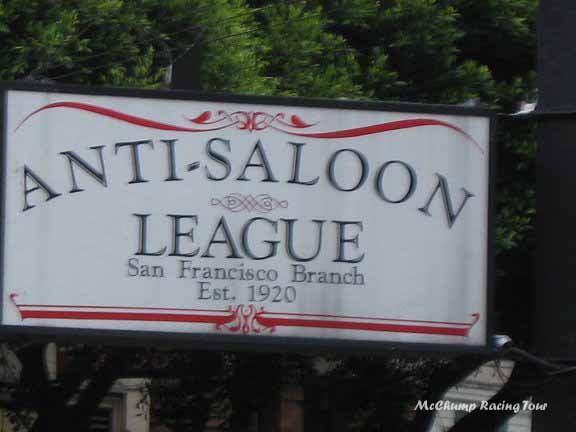 ANTI-SALOON
LEAGUE
San Francisco Branch
Est. 1920
McChump Racing Tour